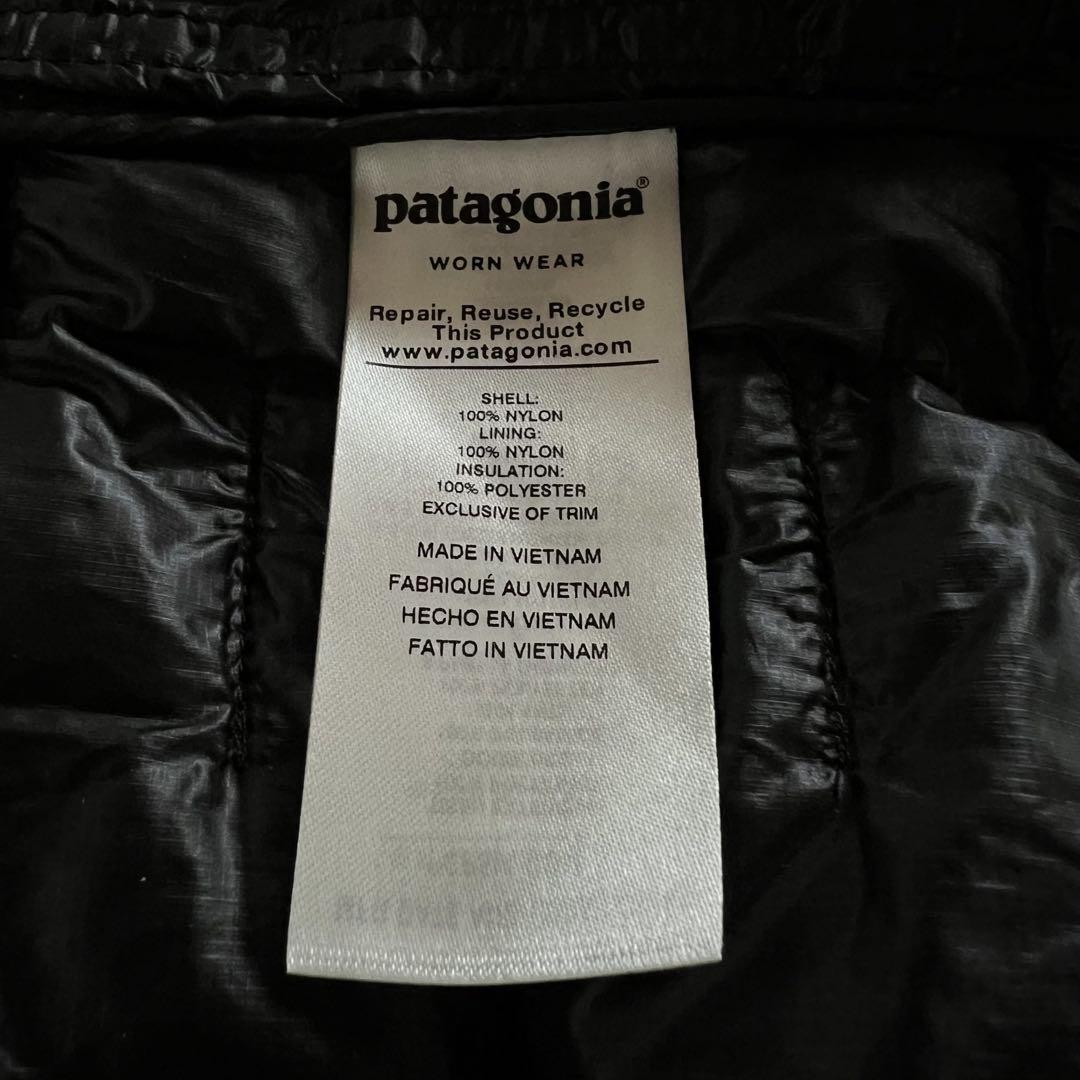 patagonia®
WORN WEAR
Repair, Reuse, Recycle
This Product
www.patagonia.com
SHELL:
100% NYLON
LINING:
100% NYLON
INSULATION:
100% POLYESTER
EXCLUSIVE OF TRIM
MADE IN VIETNAM
FABRIQUÉ AU VIETNAM
HECHO EN VIETNAM
FATTO IN VIETNAM